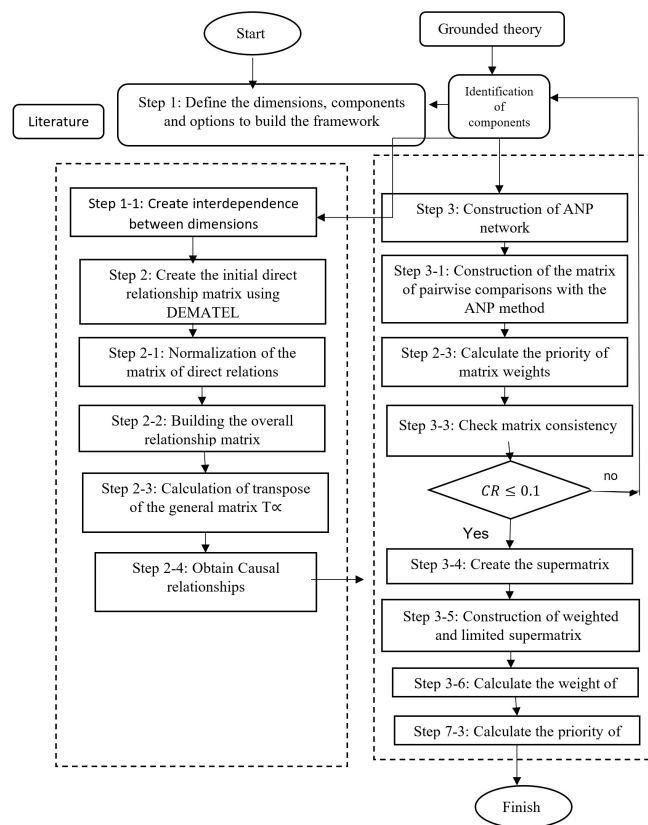 Start
Grounded theory
Step 1: Define the dimensions, components
and options to build the framework
Identification
of
components
Literature
Step 1-1: Create interdependence
between dimensions
Step 2: Create the initial direct
relationship matrix using
DEMATEL
Step 2-1: Normalization of the
matrix of direct relations
Step 2-2: Building the overall
relationship matrix
Step 2-3: Calculation of transpose
of the general matrix T∝
Step 2-4: Obtain Causal
relationships
Step 3: Construction of ANP
network
Step 3-1: Construction of the matrix
of pairwise comparisons with the
ANP method
Step 2-3: Calculate the priority of
matrix weights
Step 3-3: Check matrix consistency
CR ≤ 0.1
no
Yes
Step 3-4: Create the supermatrix
Step 3-5: Construction of weighted
and limited supermatrix
Step 3-6: Calculate the weight of
Step 7-3: Calculate the priority of
Finish